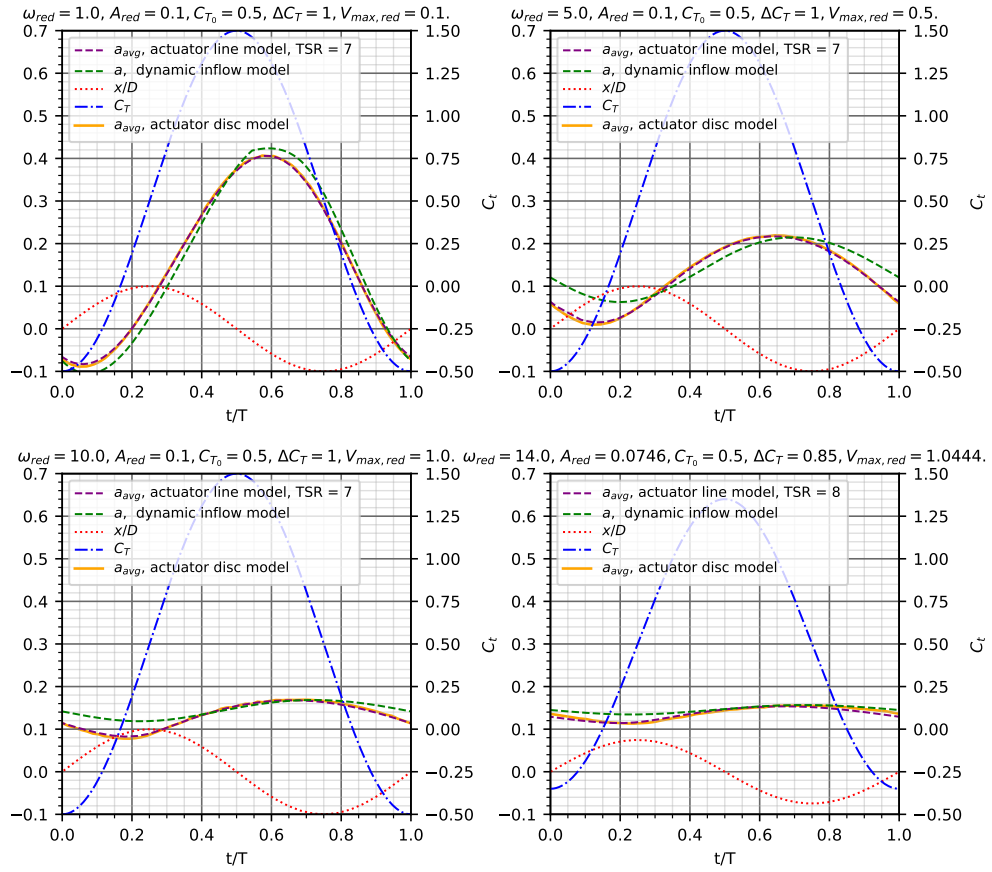 ω_red = 1.0, A_red = 0.1, C_T₀ = 0.5, ΔC_T = 1, V_max,red = 0.1.
0.7
0.6
0.5
0.4
0.3
0.2
0.1
0.0
−0.1
a_avg, actuator line model, TSR = 7
a, dynamic inflow model
x/D
C_T
a_avg, actuator disc model
1.50
1.25
1.00
0.75
0.50
0.25
0.00
−0.25
−0.50
C_t
0.0 0.2 0.4 0.6 0.8 1.0
t/T
ω_red = 5.0, A_red = 0.1, C_T₀ = 0.5, ΔC_T = 1, V_max,red = 0.5.
0.7
0.6
0.5
0.4
0.3
0.2
0.1
0.0
−0.1
a_avg, actuator line model, TSR = 7
a, dynamic inflow model
x/D
C_T
a_avg, actuator disc model
1.50
1.25
1.00
0.75
0.50
0.25
0.00
−0.25
−0.50
C_t
0.0 0.2 0.4 0.6 0.8 1.0
t/T
ω_red = 10.0, A_red = 0.1, C_T₀ = 0.5, ΔC_T = 1, V_max,red = 1.0.
0.7
0.6
0.5
0.4
0.3
0.2
0.1
0.0
−0.1
a_avg, actuator line model, TSR = 7
a, dynamic inflow model
x/D
C_T
a_avg, actuator disc model
1.50
1.25
1.00
0.75
0.50
0.25
0.00
−0.25
−0.50
C_t
0.0 0.2 0.4 0.6 0.8 1.0
t/T
ω_red = 14.0, A_red = 0.0746, C_T₀ = 0.5, ΔC_T = 0.85, V_max,red = 1.0444.
0.7
0.6
0.5
0.4
0.3
0.2
0.1
0.0
−0.1
a_avg, actuator line model, TSR = 8
a, dynamic inflow model
x/D
C_T
a_avg, actuator disc model
1.50
1.25
1.00
0.75
0.50
0.25
0.00
−0.25
−0.50
C_t
0.0 0.2 0.4 0.6 0.8 1.0
t/T